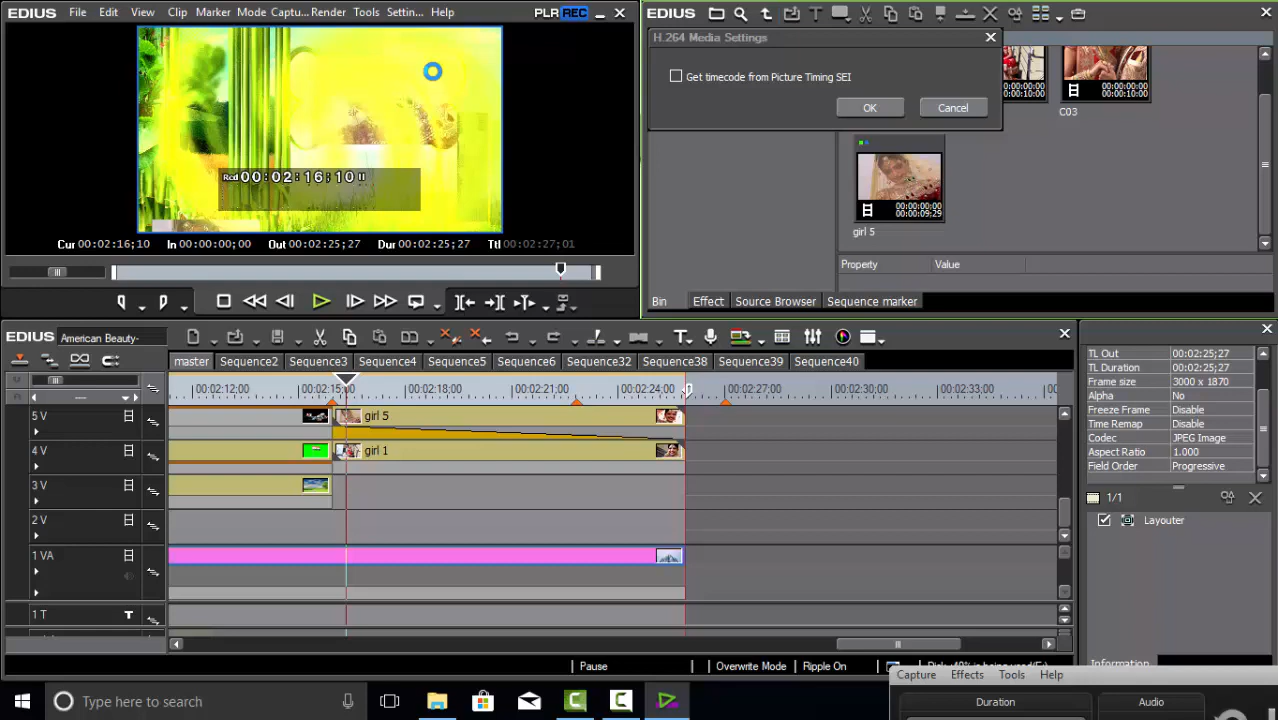 EDIUS File Edit View Clip Marker Mode Captu... Render Tools Settin... Help PLR REC
Rcd 00:02:16:10
Cur 00:02:16;10 In 00:00:00;00 Out 00:02:25;27 Dur 00:02:25;27 Ttl 00:02:27;01
EDIUS
H.264 Media Settings
Get timecode from Picture Timing SEI
OK Cancel
00:00:00:00
00:00:10:00
00:00:00:00
00:00:10:00
C03
00:00:00:00
00:00:09:29
girl 5
Property Value
Bin Effect Source Browser Sequence marker
EDIUS American Beauty-
master Sequence2 Sequence3 Sequence4 Sequence5 Sequence6 Sequence32 Sequence38 Sequence39 Sequence40
00:02:12;00 00:02:15;00 00:02:18;00 00:02:21;00 00:02:24;00 00:02:27;00 00:02:30;00 00:02:33;00
5 V girl 5
4 V girl 1
3 V
2 V
1 VA
1 T
Pause Overwrite Mode Ripple On
TL Out 00:02:25;27
TL Duration 00:02:25;27
Frame size 3000 x 1870
Alpha No
Freeze Frame Disable
Time Remap Disable
Codec JPEG Image
Aspect Ratio 1.000
Field Order Progressive
1/1
Layouter
Information
Capture Effects Tools Help
Duration Audio
Type here to search